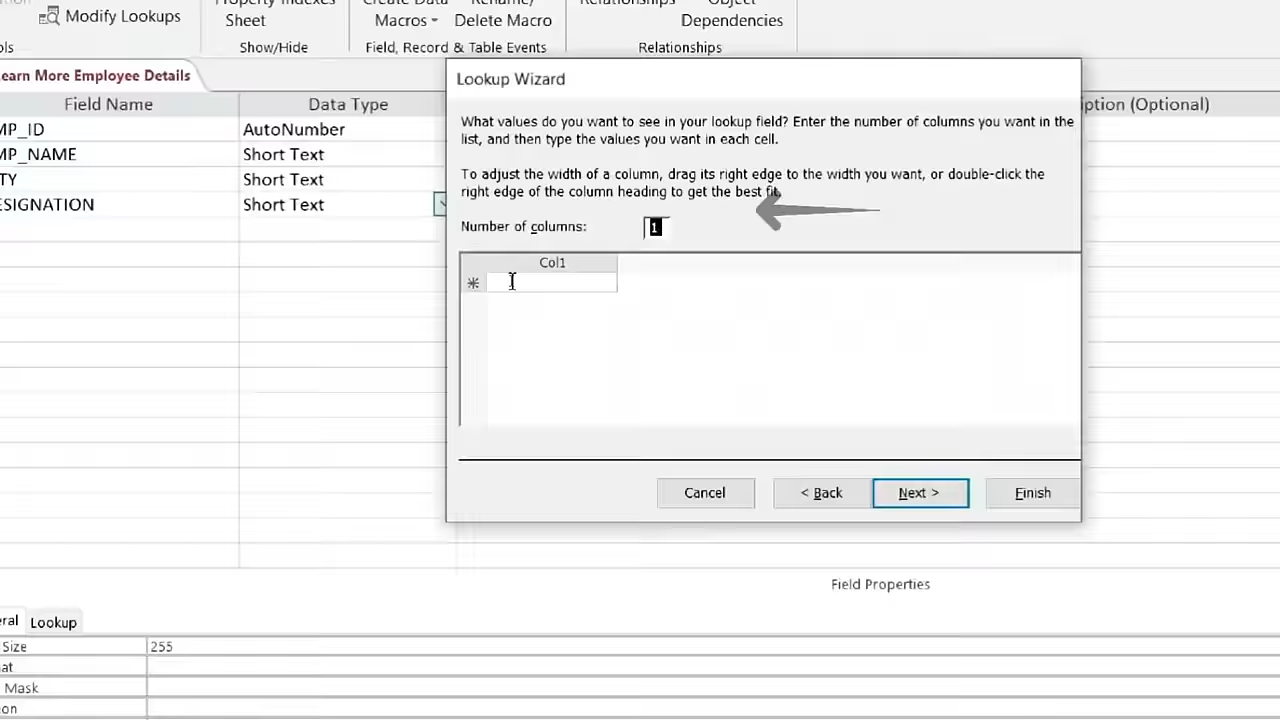 Modify Lookups
Property Indexes
Sheet
Show/Hide
Create Data
Macros
Rename/
Delete Macro
Field, Record & Table Events
Relationships
Object
Dependencies
Relationships
earn More Employee Details
Field Name
Data Type
ption (Optional)
MP_ID
AutoNumber
MP_NAME
Short Text
TY
Short Text
ESIGNATION
Short Text
Lookup Wizard
What values do you want to see in your lookup field? Enter the number of columns you want in the
list, and then type the values you want in each cell.
To adjust the width of a column, drag its right edge to the width you want, or double-click the
right edge of the column heading to get the best fit.
Number of columns: 1
Col1
Cancel
< Back
Next >
Finish
Field Properties
eral
Lookup
Size
255
at
Mask
on